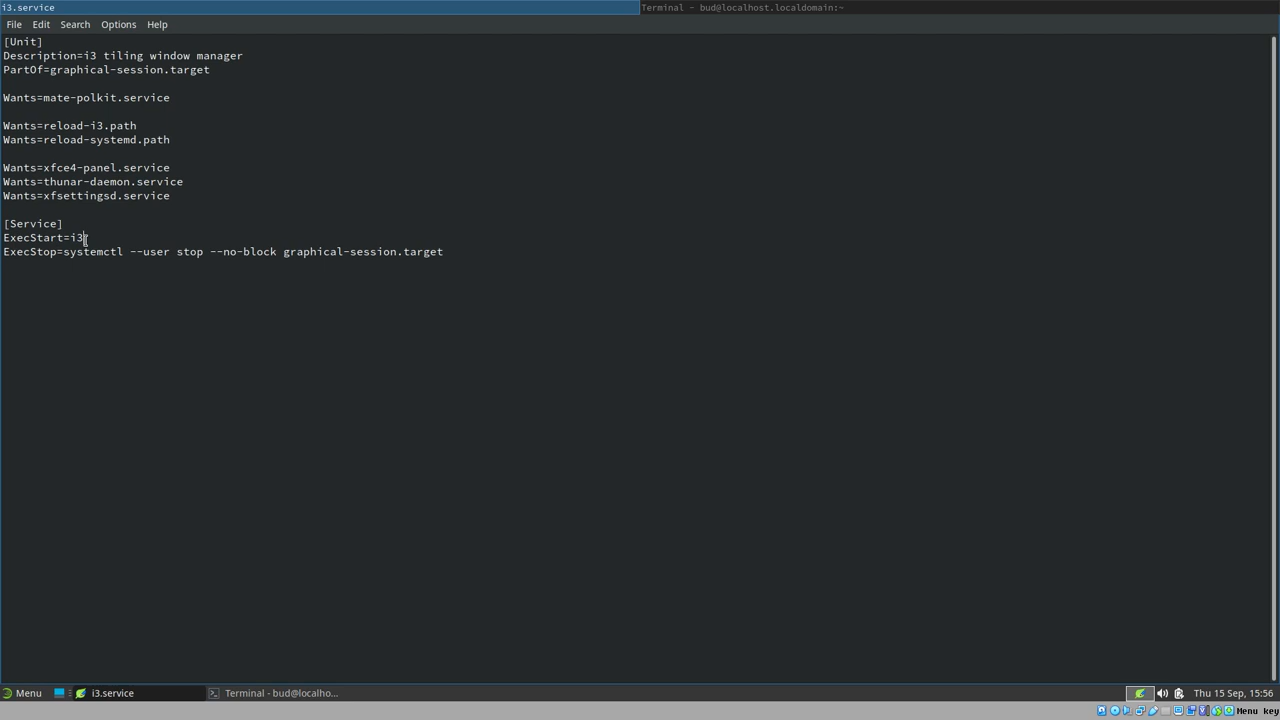 i3.service
Terminal - bud@localhost.localdomain:~
File Edit Search Options Help
[Unit]
Description=i3 tiling window manager
PartOf=graphical-session.target
Wants=mate-polkit.service
Wants=reload-i3.path
Wants=reload-systemd.path
Wants=xfce4-panel.service
Wants=thunar-daemon.service
Wants=xfsettingsd.service
[Service]
ExecStart=i3
ExecStop=systemctl --user stop --no-block graphical-session.target
Menu
i3.service
Terminal - bud@localho...
Thu 15 Sep, 15:56
Menu key